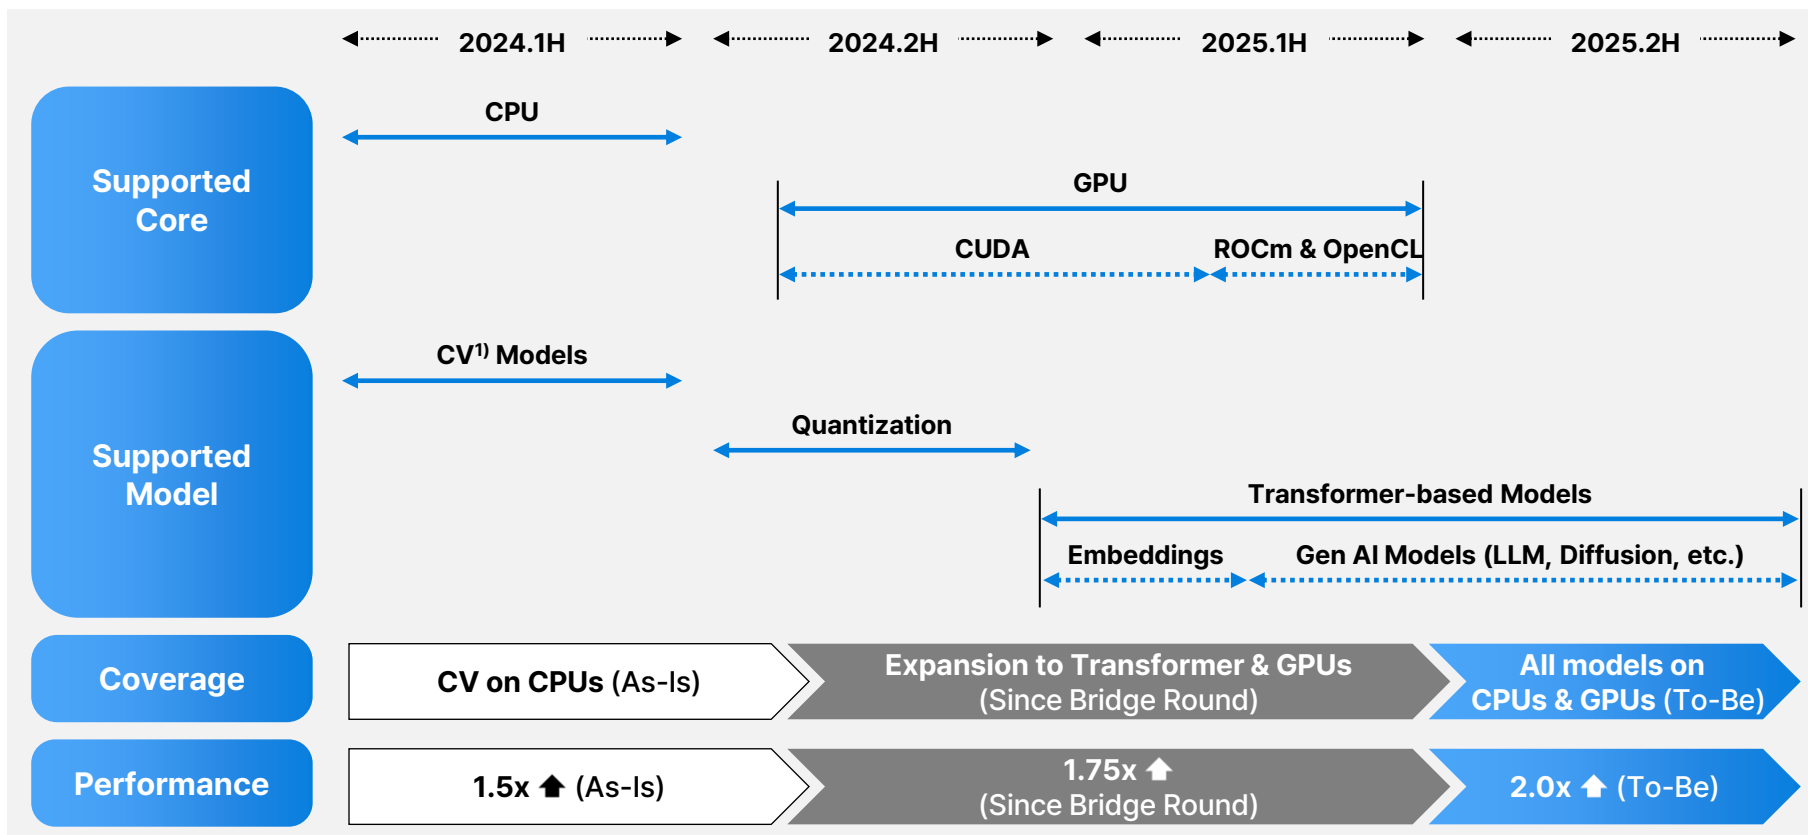 2024.1H 2024.2H 2025.1H 2025.2H
Supported
Core
CPU
GPU
CUDA ROCm & OpenCL
Supported
Model
CV¹⁾ Models
Quantization
Transformer-based Models
Embeddings Gen AI Models (LLM, Diffusion, etc.)
Coverage
CV on CPUs (As-Is)
Expansion to Transformer & GPUs
(Since Bridge Round)
All models on
CPUs & GPUs (To-Be)
Performance
1.5x 🡅 (As-Is)
1.75x 🡅
(Since Bridge Round)
2.0x 🡅 (To-Be)